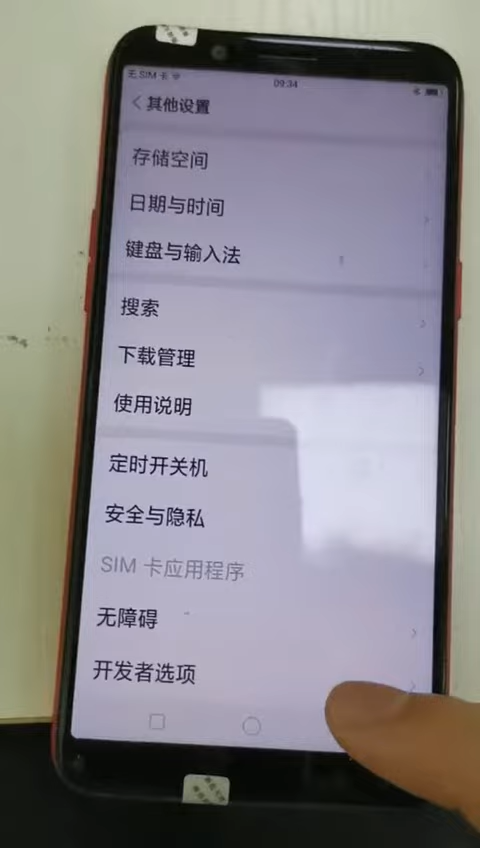 无SIM卡
09:34
其他设置
存储空间
日期与时间
键盘与输入法
搜索
下载管理
使用说明
定时开关机
安全与隐私
SIM 卡应用程序
无障碍
开发者选项